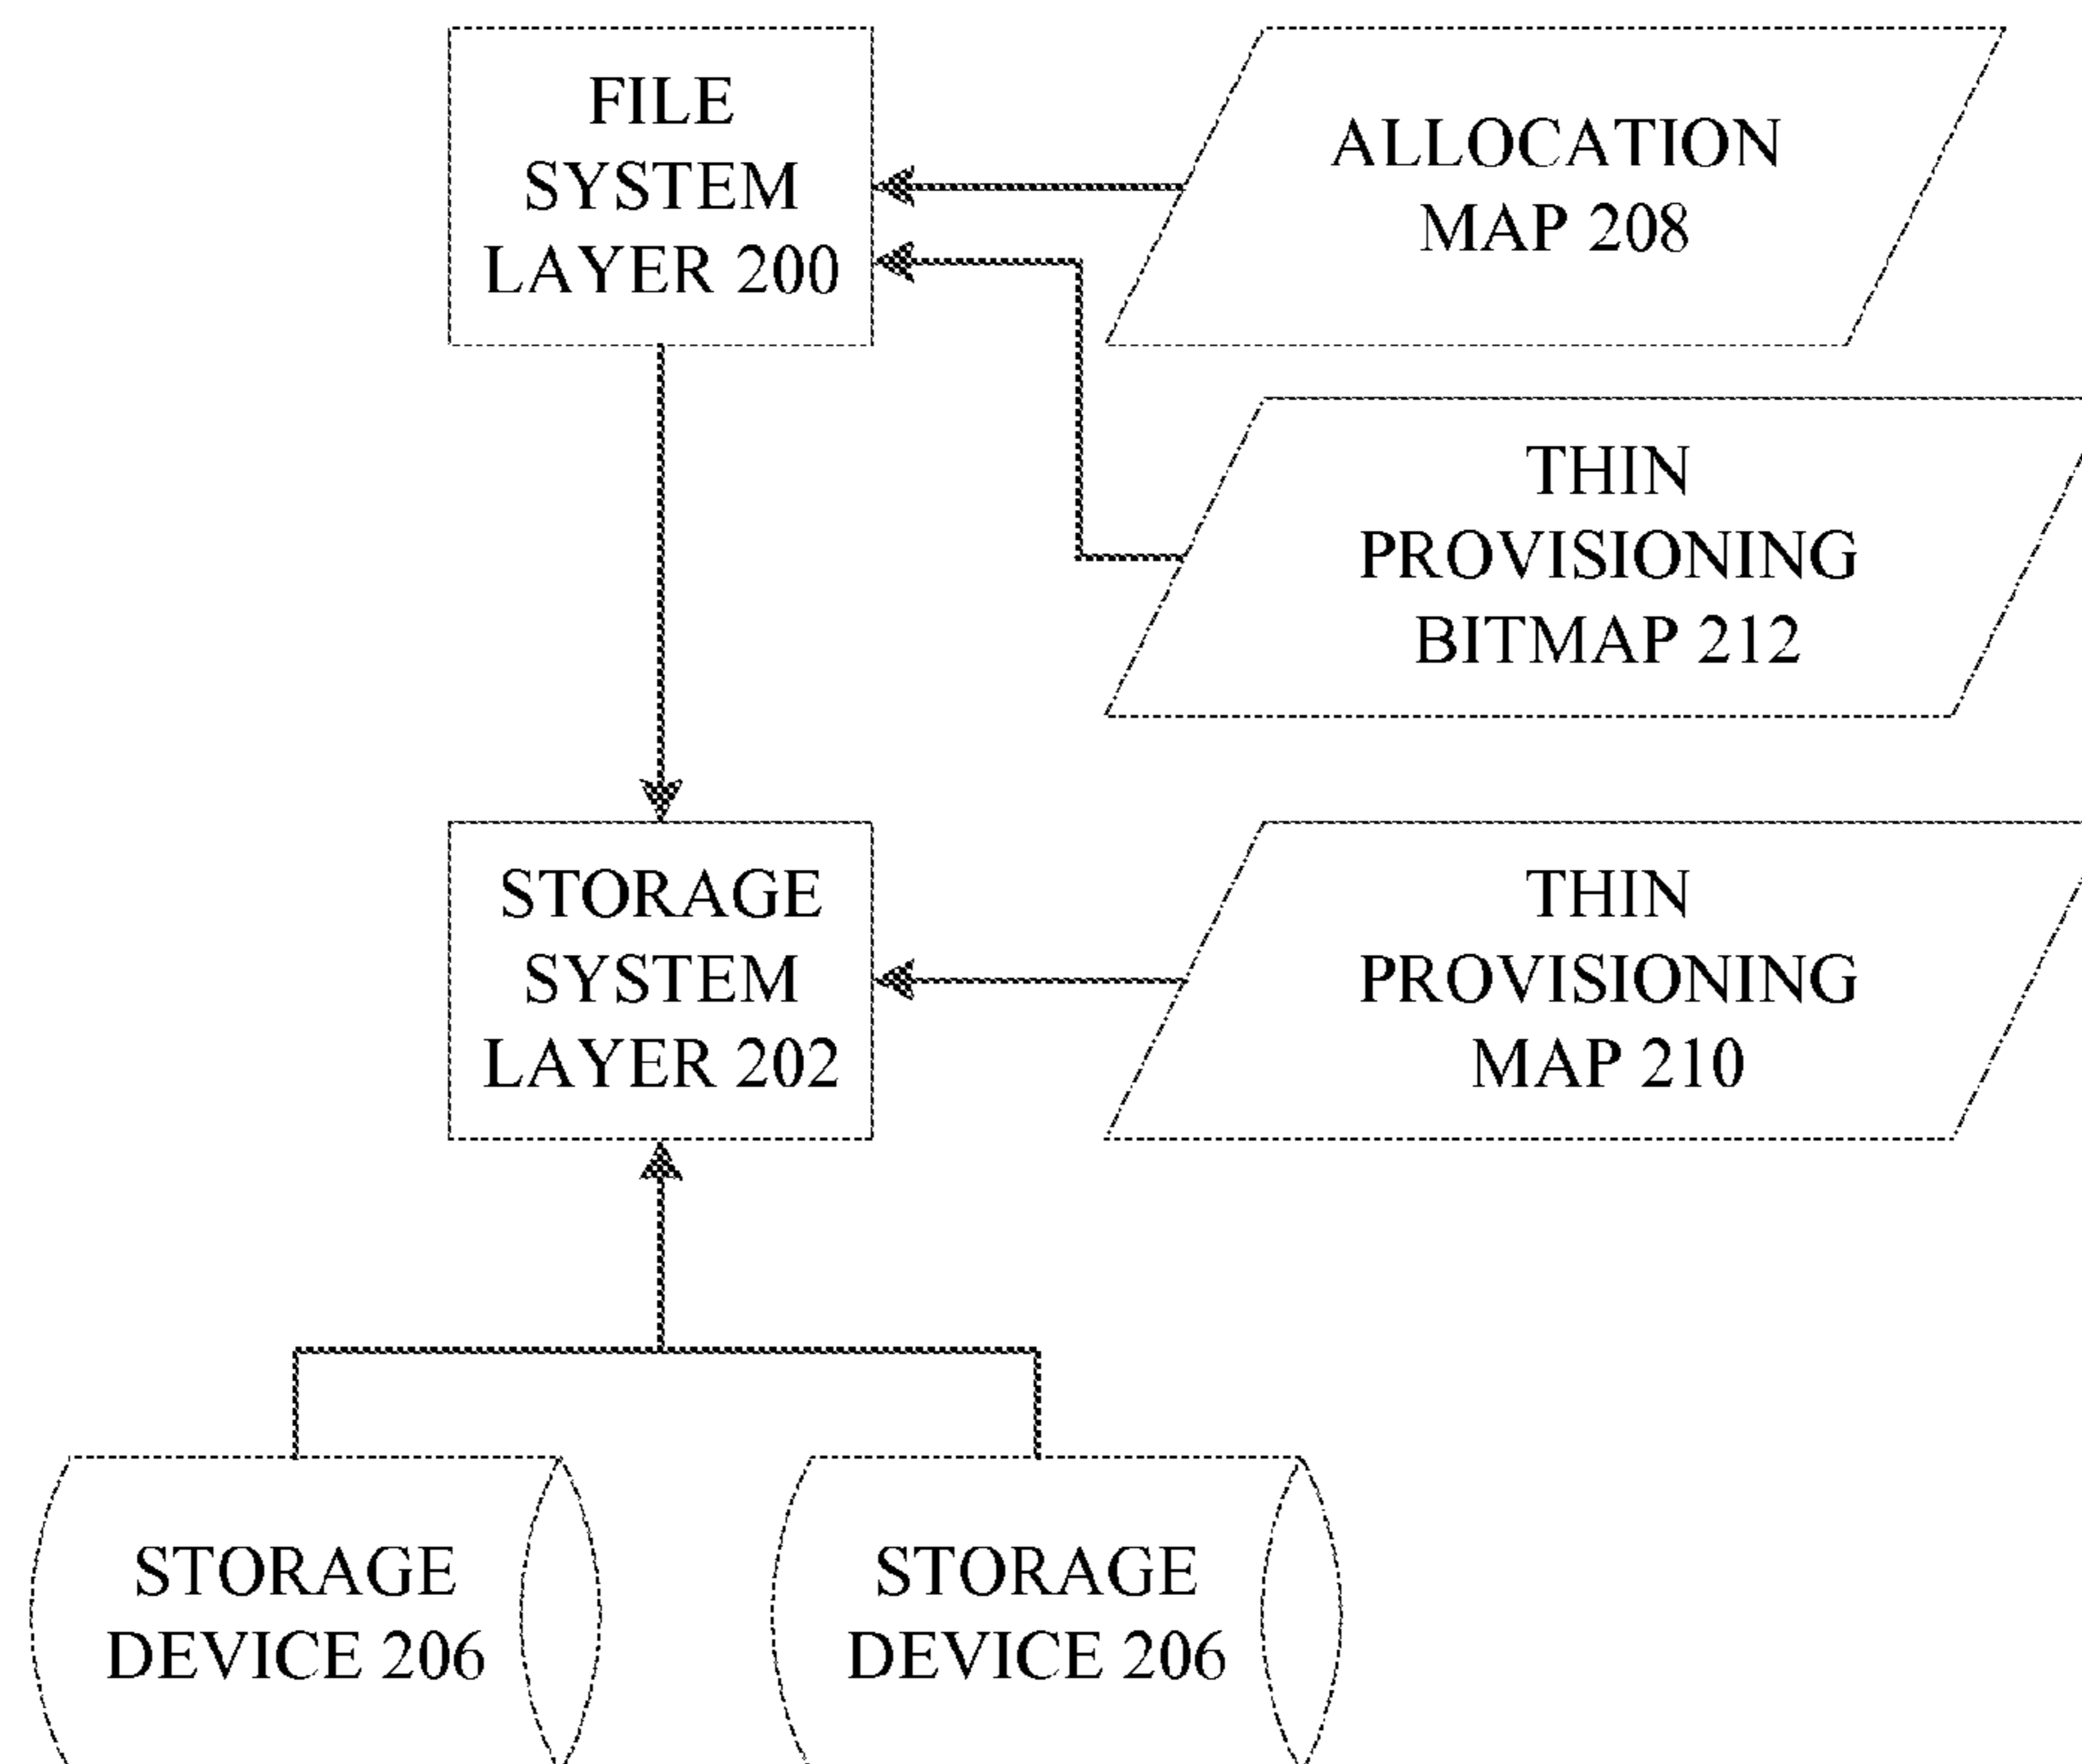 FILE
SYSTEM
LAYER 200
ALLOCATION
MAP 208
THIN
PROVISIONING
BITMAP 212
STORAGE
SYSTEM
LAYER 202
THIN
PROVISIONING
MAP 210
STORAGE
DEVICE 206
STORAGE
DEVICE 206